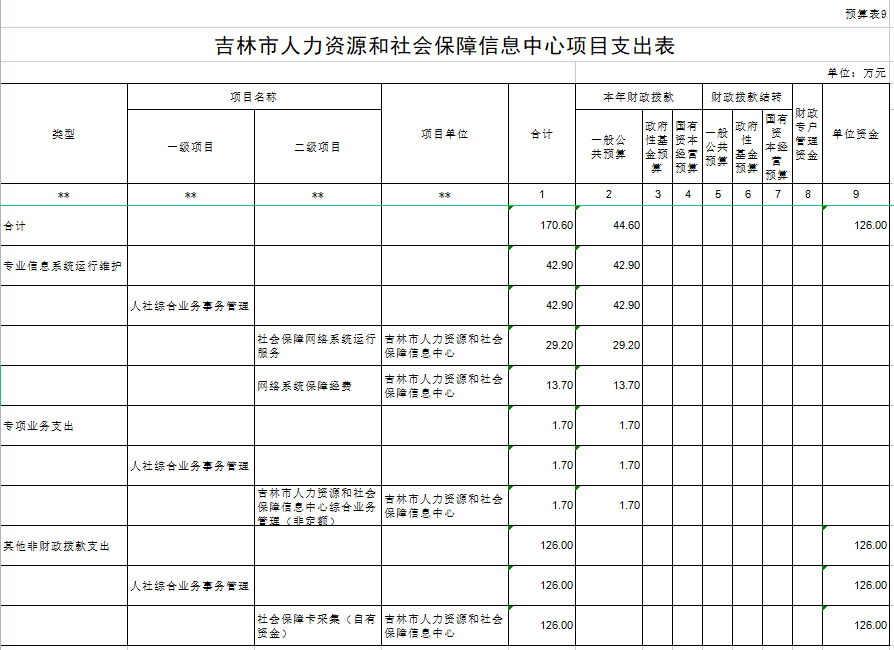 预算表9
吉林市人力资源和社会保障信息中心项目支出表
单位：万元
类型
项目名称
项目单位
合计
本年财政拨款
财政拨款结转
财政
专户
管理
资金
单位资金
一级项目
二级项目
一般公
共预算
政府
性基
金预
算
国有
资本
经营
预算
一般
公共
预算
政府
性
基金
预算
国有
资
本经
营
预算
** ** ** ** 1 2 3 4 5 6 7 8 9
合计 170.60 44.60 126.00
专业信息系统运行维护 42.90 42.90
人社综合业务事务管理 42.90 42.90
社会保障网络系统运行
服务
吉林市人力资源和社会
保障信息中心
29.20 29.20
网络系统保障经费
吉林市人力资源和社会
保障信息中心
13.70 13.70
专项业务支出 1.70 1.70
人社综合业务事务管理 1.70 1.70
吉林市人力资源和社会
保障信息中心综合业务
管理（非定额）
吉林市人力资源和社会
保障信息中心
1.70 1.70
其他非财政拨款支出 126.00 126.00
人社综合业务事务管理 126.00 126.00
社会保障卡采集（自有
资金）
吉林市人力资源和社会
保障信息中心
126.00 126.00